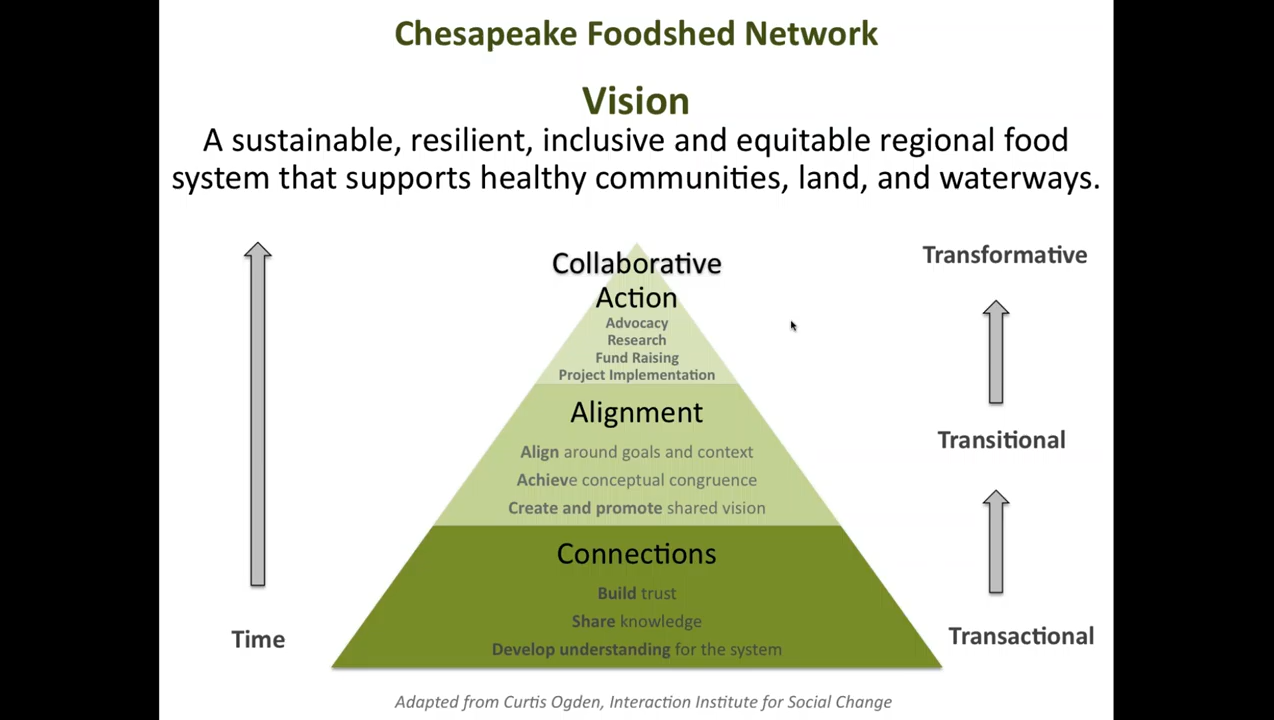 Chesapeake Foodshed Network
Vision
A sustainable, resilient, inclusive and equitable regional food
system that supports healthy communities, land, and waterways.
Collaborative
Action
Advocacy
Research
Fund Raising
Project Implementation
Alignment
Align around goals and context
Achieve conceptual congruence
Create and promote shared vision
Connections
Build trust
Share knowledge
Develop understanding for the system
Time
Transformative
Transitional
Transactional
Adapted from Curtis Ogden, Interaction Institute for Social Change